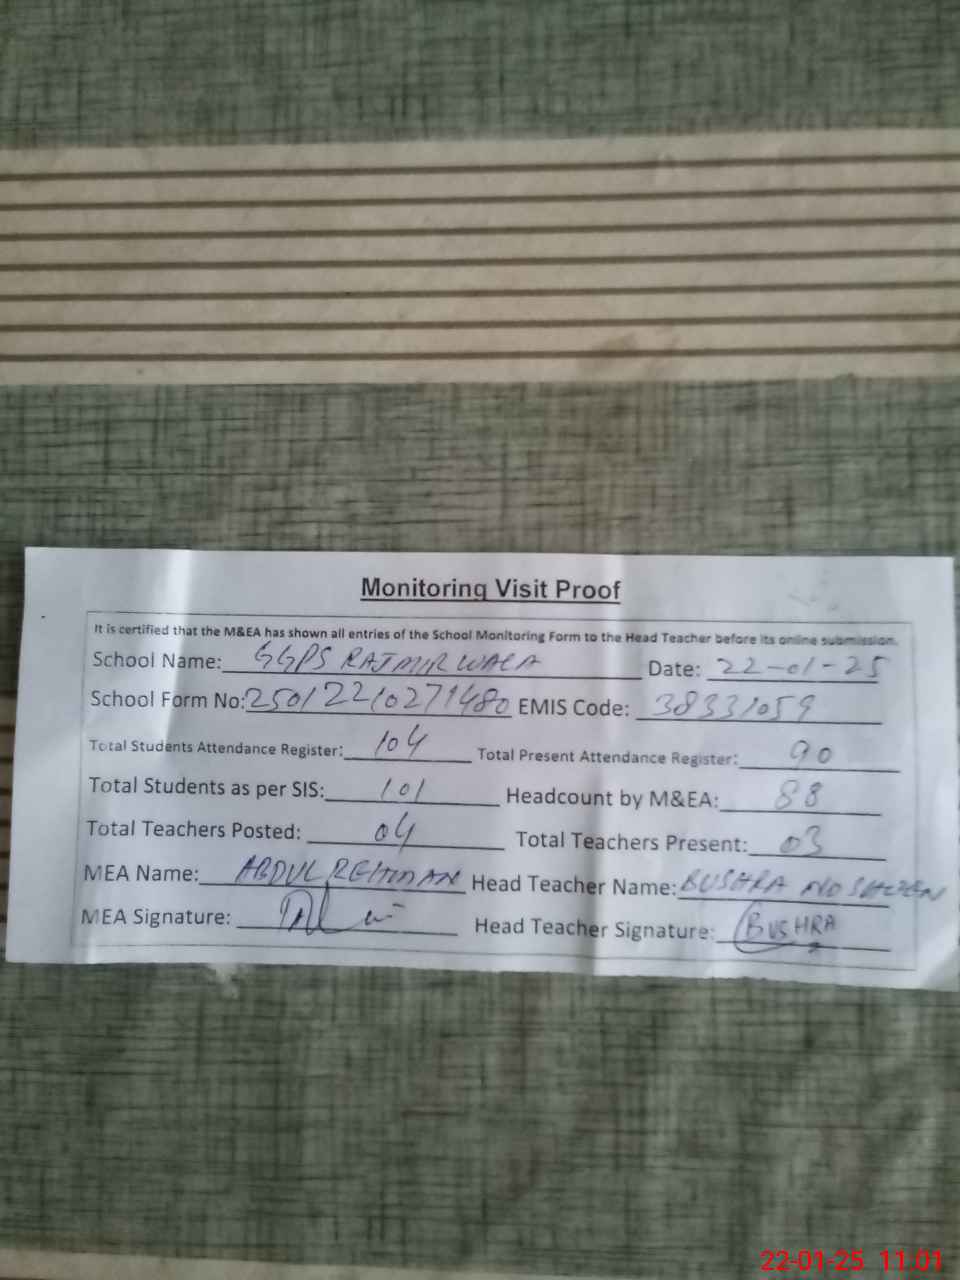 Monitoring Visit Proof
It is certified that the M&EA has shown all entries of the School Monitoring Form to the Head Teacher before its online submission.
School Name: GGPS RAJMIR WALA Date: 22-01-25
School Form No: 25012210271480 EMIS Code: 38331059
Total Students Attendance Register: 104 Total Present Attendance Register: 90
Total Students as per SIS: 101 Headcount by M&EA: 88
Total Teachers Posted: 04 Total Teachers Present: 03
MEA Name: ABDUL REHMAN Head Teacher Name: BUSHRA NOSHEEN
MEA Signature: Head Teacher Signature: BUSHRA
22-01-25 11:01